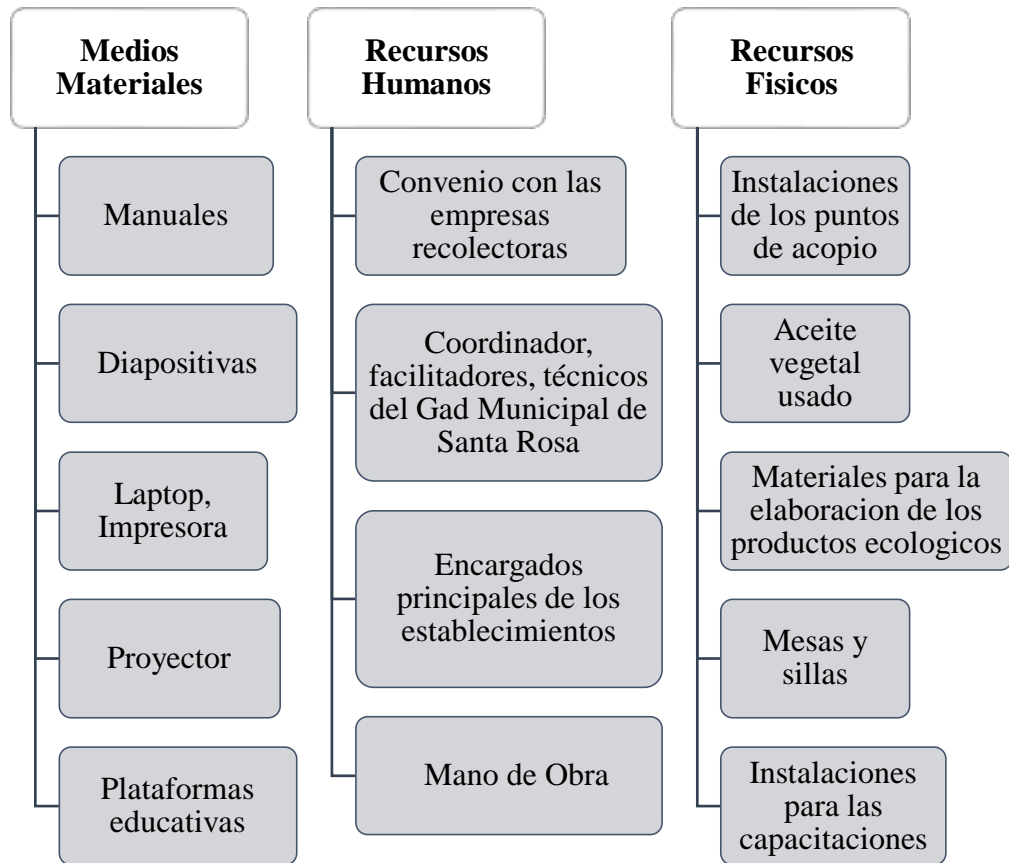 Medios
Materiales
Manuales
Diapositivas
Laptop,
Impresora
Proyector
Plataformas
educativas
Recursos
Humanos
Convenio con las
empresas
recolectoras
Coordinador,
facilitadores, técnicos
del Gad Municipal de
Santa Rosa
Encargados
principales de los
establecimientos
Mano de Obra
Recursos
Fisicos
Instalaciones
de los puntos
de acopio
Aceite
vegetal
usado
Materiales para la
elaboracion de los
productos ecologicos
Mesas y
sillas
Instalaciones
para las
capacitaciones